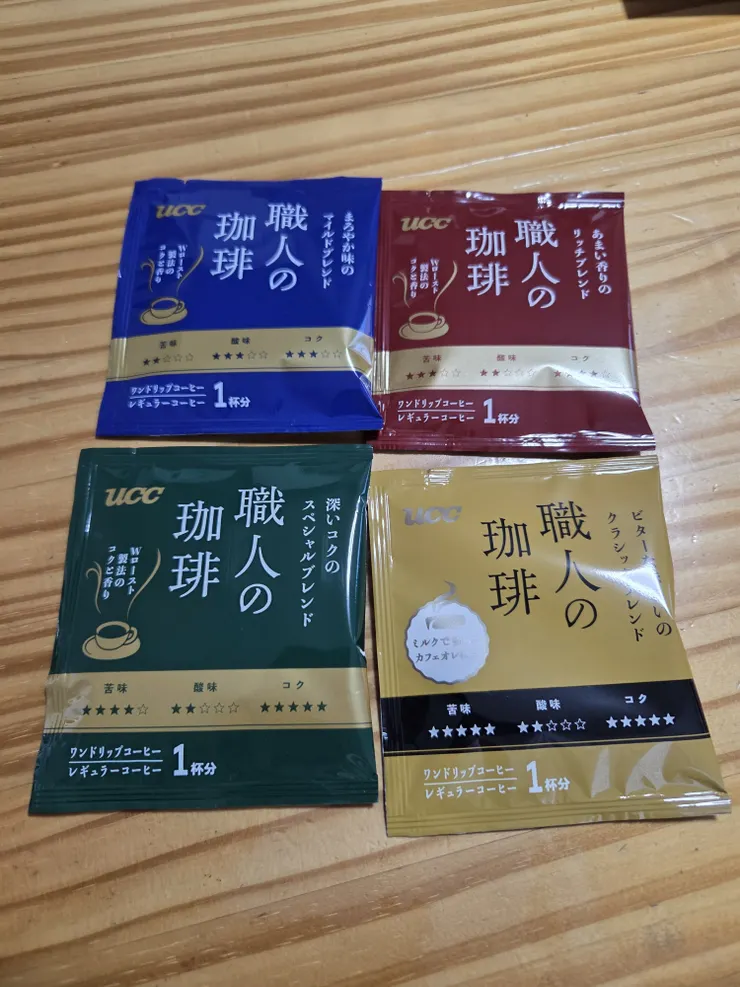 ucc
職人の
珈琲
まろやか味の
マイルドブレンド
Wロースト
製法の
コクと香り
苦味 酸味 コク
★★☆☆☆ ★★★☆☆ ★★★☆☆
ワンドリップコーヒー
レギュラーコーヒー
1杯分
ucc
職人の
珈琲
あまい香りの
リッチブレンド
Wロースト
製法の
コクと香り
苦味 酸味 コク
★★★☆☆ ★★☆☆☆
ワンドリップコーヒー
レギュラーコーヒー
1杯分
ucc
職人の
珈琲
深いコクの
スペシャルブレンド
Wロースト
製法の
コクと香り
苦味 酸味 コク
★★★★☆ ★★☆☆☆ ★★★★★
ワンドリップコーヒー
レギュラーコーヒー
1杯分
ucc
職人の
珈琲
ミルクで
カフェオレ
苦味 酸味 コク
★★★★★ ★★☆☆☆ ★★★★★
ワンドリップコーヒー
レギュラーコーヒー
1杯分